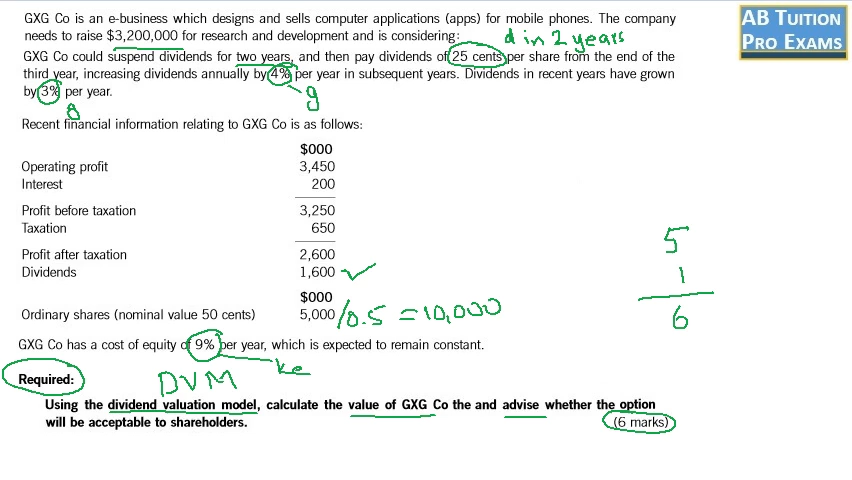 GXG Co is an e-business which designs and sells computer applications (apps) for mobile phones. The company
needs to raise $3,200,000 for research and development and is considering:
d in 2 years
GXG Co could suspend dividends for two years, and then pay dividends of 25 cents per share from the end of the
third year, increasing dividends annually by 4% per year in subsequent years. Dividends in recent years have grown
by 3% per year.
g
g
Recent financial information relating to GXG Co is as follows:
$000
Operating profit 3,450
Interest 200
Profit before taxation 3,250
Taxation 650
Profit after taxation 2,600
Dividends 1,600 ✓
$000
Ordinary shares (nominal value 50 cents) 5,000 /0.5 = 10,000
GXG Co has a cost of equity of 9% per year, which is expected to remain constant.
ke
Required:
DVM
Using the dividend valuation model, calculate the value of GXG Co the and advise whether the option
will be acceptable to shareholders. (6 marks)
5
1
6
AB TUITION
PRO EXAMS